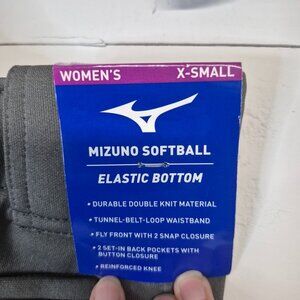 WOMEN'S X-SMALL
MIZUNO SOFTBALL
ELASTIC BOTTOM
• DURABLE DOUBLE KNIT MATERIAL
• TUNNEL-BELT-LOOP WAISTBAND
• FLY FRONT WITH 2 SNAP CLOSURE
• 2 SET-IN BACK POCKETS WITH
BUTTON CLOSURE
• REINFORCED KNEE